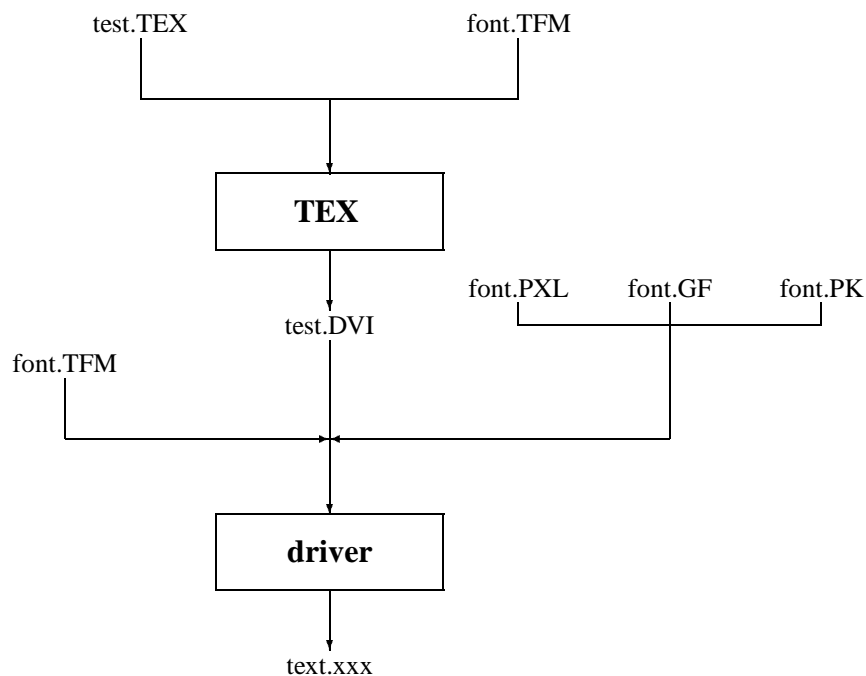 test.TEX font.TFM
TEX
font.PXL font.GF font.PK
test.DVI
font.TFM
driver
text.xxx